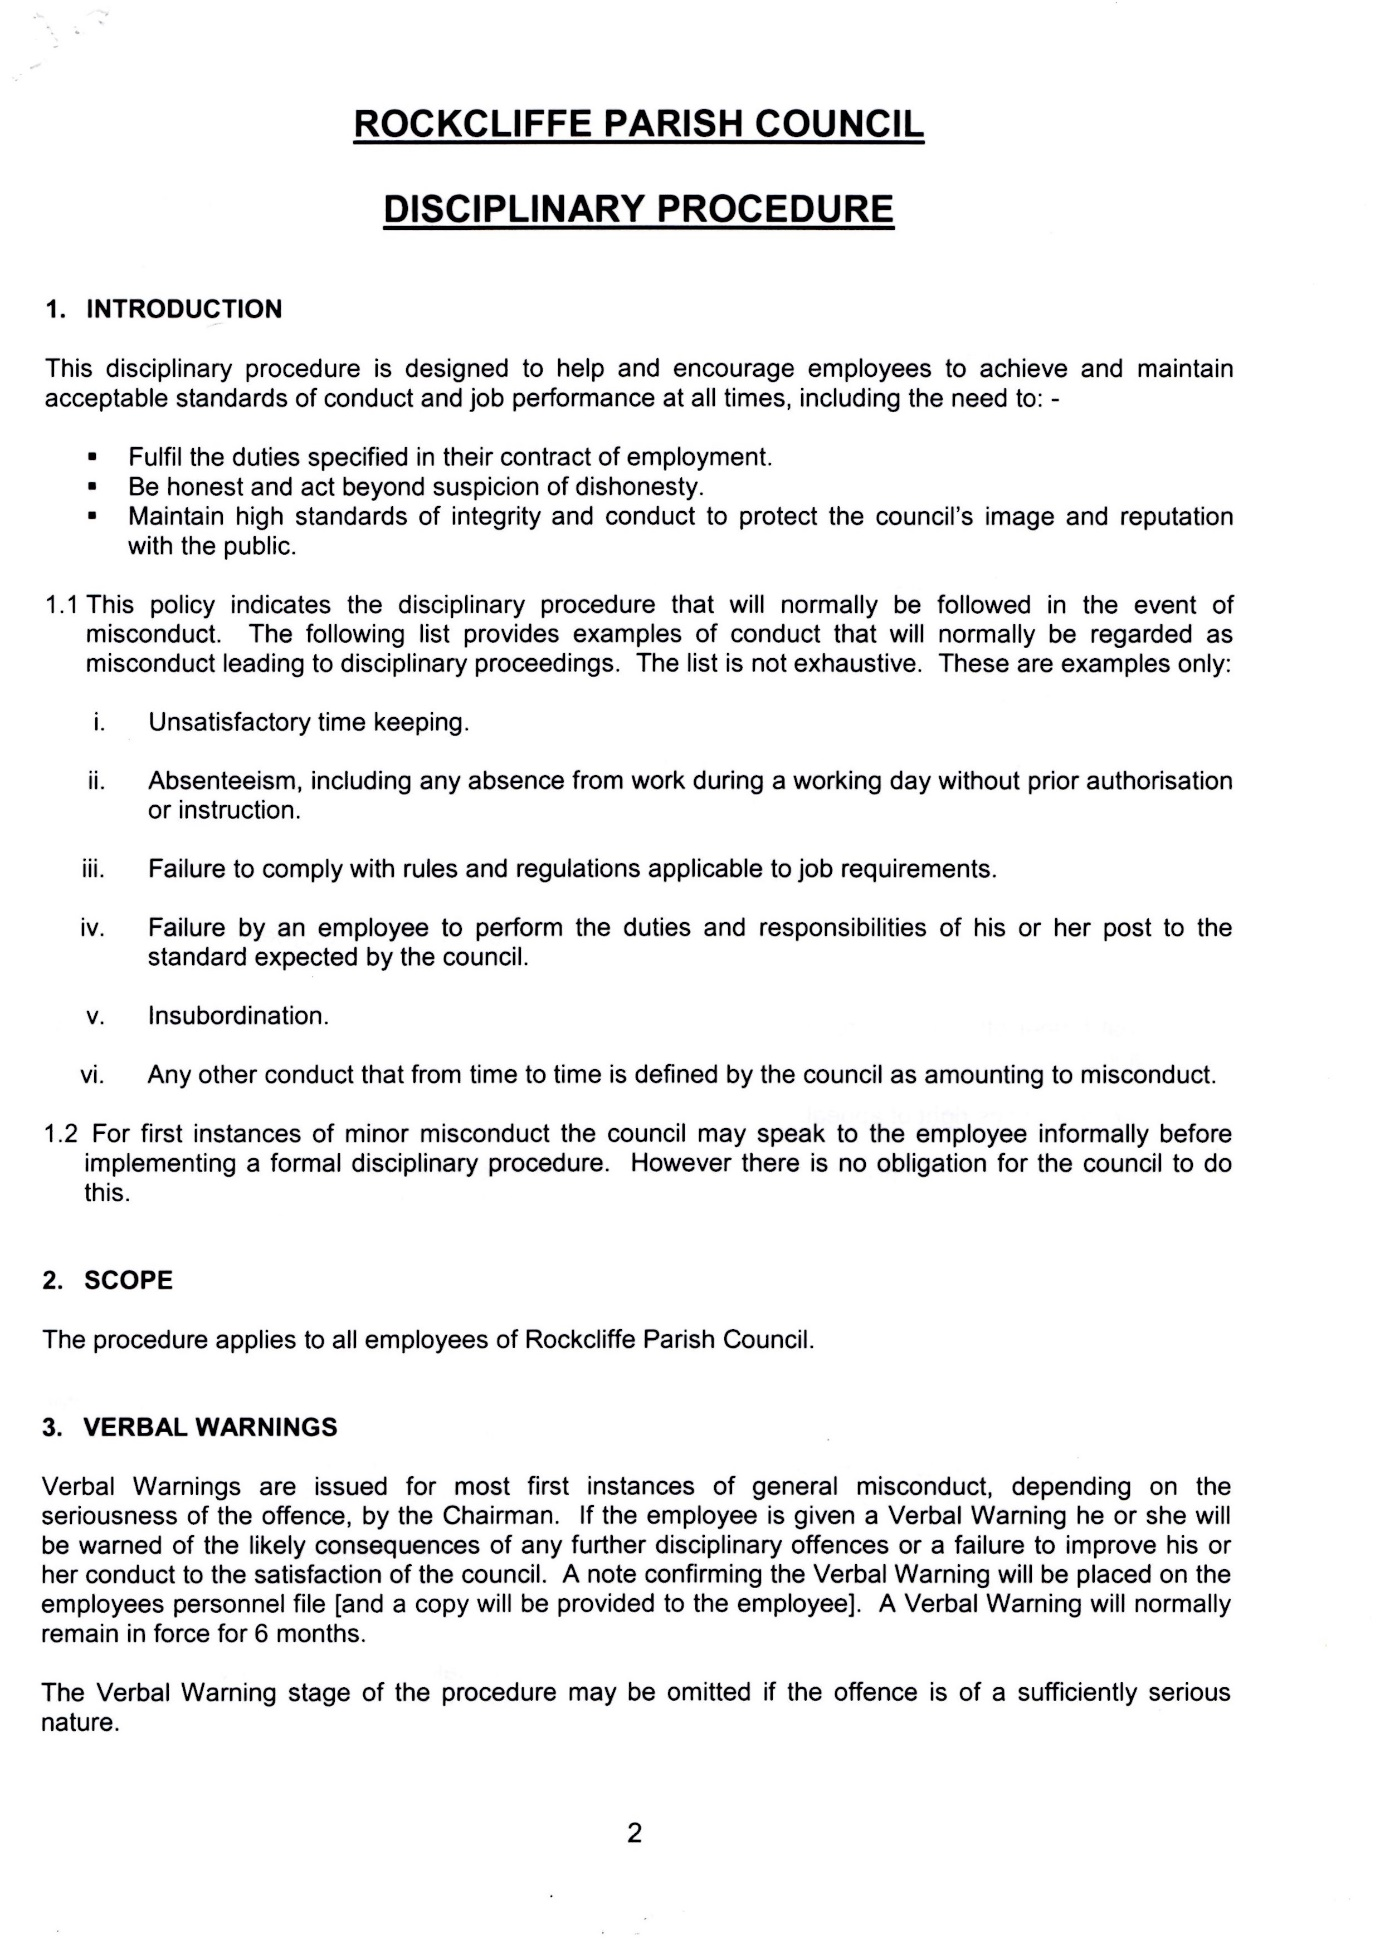 ROCKCLIFFE PARISH COUNCIL
DISCIPLINARY PROCEDURE
1. INTRODUCTION
This disciplinary procedure is designed to help and encourage employees to achieve and maintain
acceptable standards of conduct and job performance at all times, including the need to: -
▪ Fulfil the duties specified in their contract of employment.
▪ Be honest and act beyond suspicion of dishonesty.
▪ Maintain high standards of integrity and conduct to protect the council's image and reputation
with the public.
1.1 This policy indicates the disciplinary procedure that will normally be followed in the event of
misconduct. The following list provides examples of conduct that will normally be regarded as
misconduct leading to disciplinary proceedings. The list is not exhaustive. These are examples only:
i. Unsatisfactory time keeping.
ii. Absenteeism, including any absence from work during a working day without prior authorisation
or instruction.
iii. Failure to comply with rules and regulations applicable to job requirements.
iv. Failure by an employee to perform the duties and responsibilities of his or her post to the
standard expected by the council.
v. Insubordination.
vi. Any other conduct that from time to time is defined by the council as amounting to misconduct.
1.2 For first instances of minor misconduct the council may speak to the employee informally before
implementing a formal disciplinary procedure. However there is no obligation for the council to do
this.
2. SCOPE
The procedure applies to all employees of Rockcliffe Parish Council.
3. VERBAL WARNINGS
Verbal Warnings are issued for most first instances of general misconduct, depending on the
seriousness of the offence, by the Chairman. If the employee is given a Verbal Warning he or she will
be warned of the likely consequences of any further disciplinary offences or a failure to improve his or
her conduct to the satisfaction of the council. A note confirming the Verbal Warning will be placed on the
employees personnel file [and a copy will be provided to the employee]. A Verbal Warning will normally
remain in force for 6 months.
The Verbal Warning stage of the procedure may be omitted if the offence is of a sufficiently serious
nature.
2